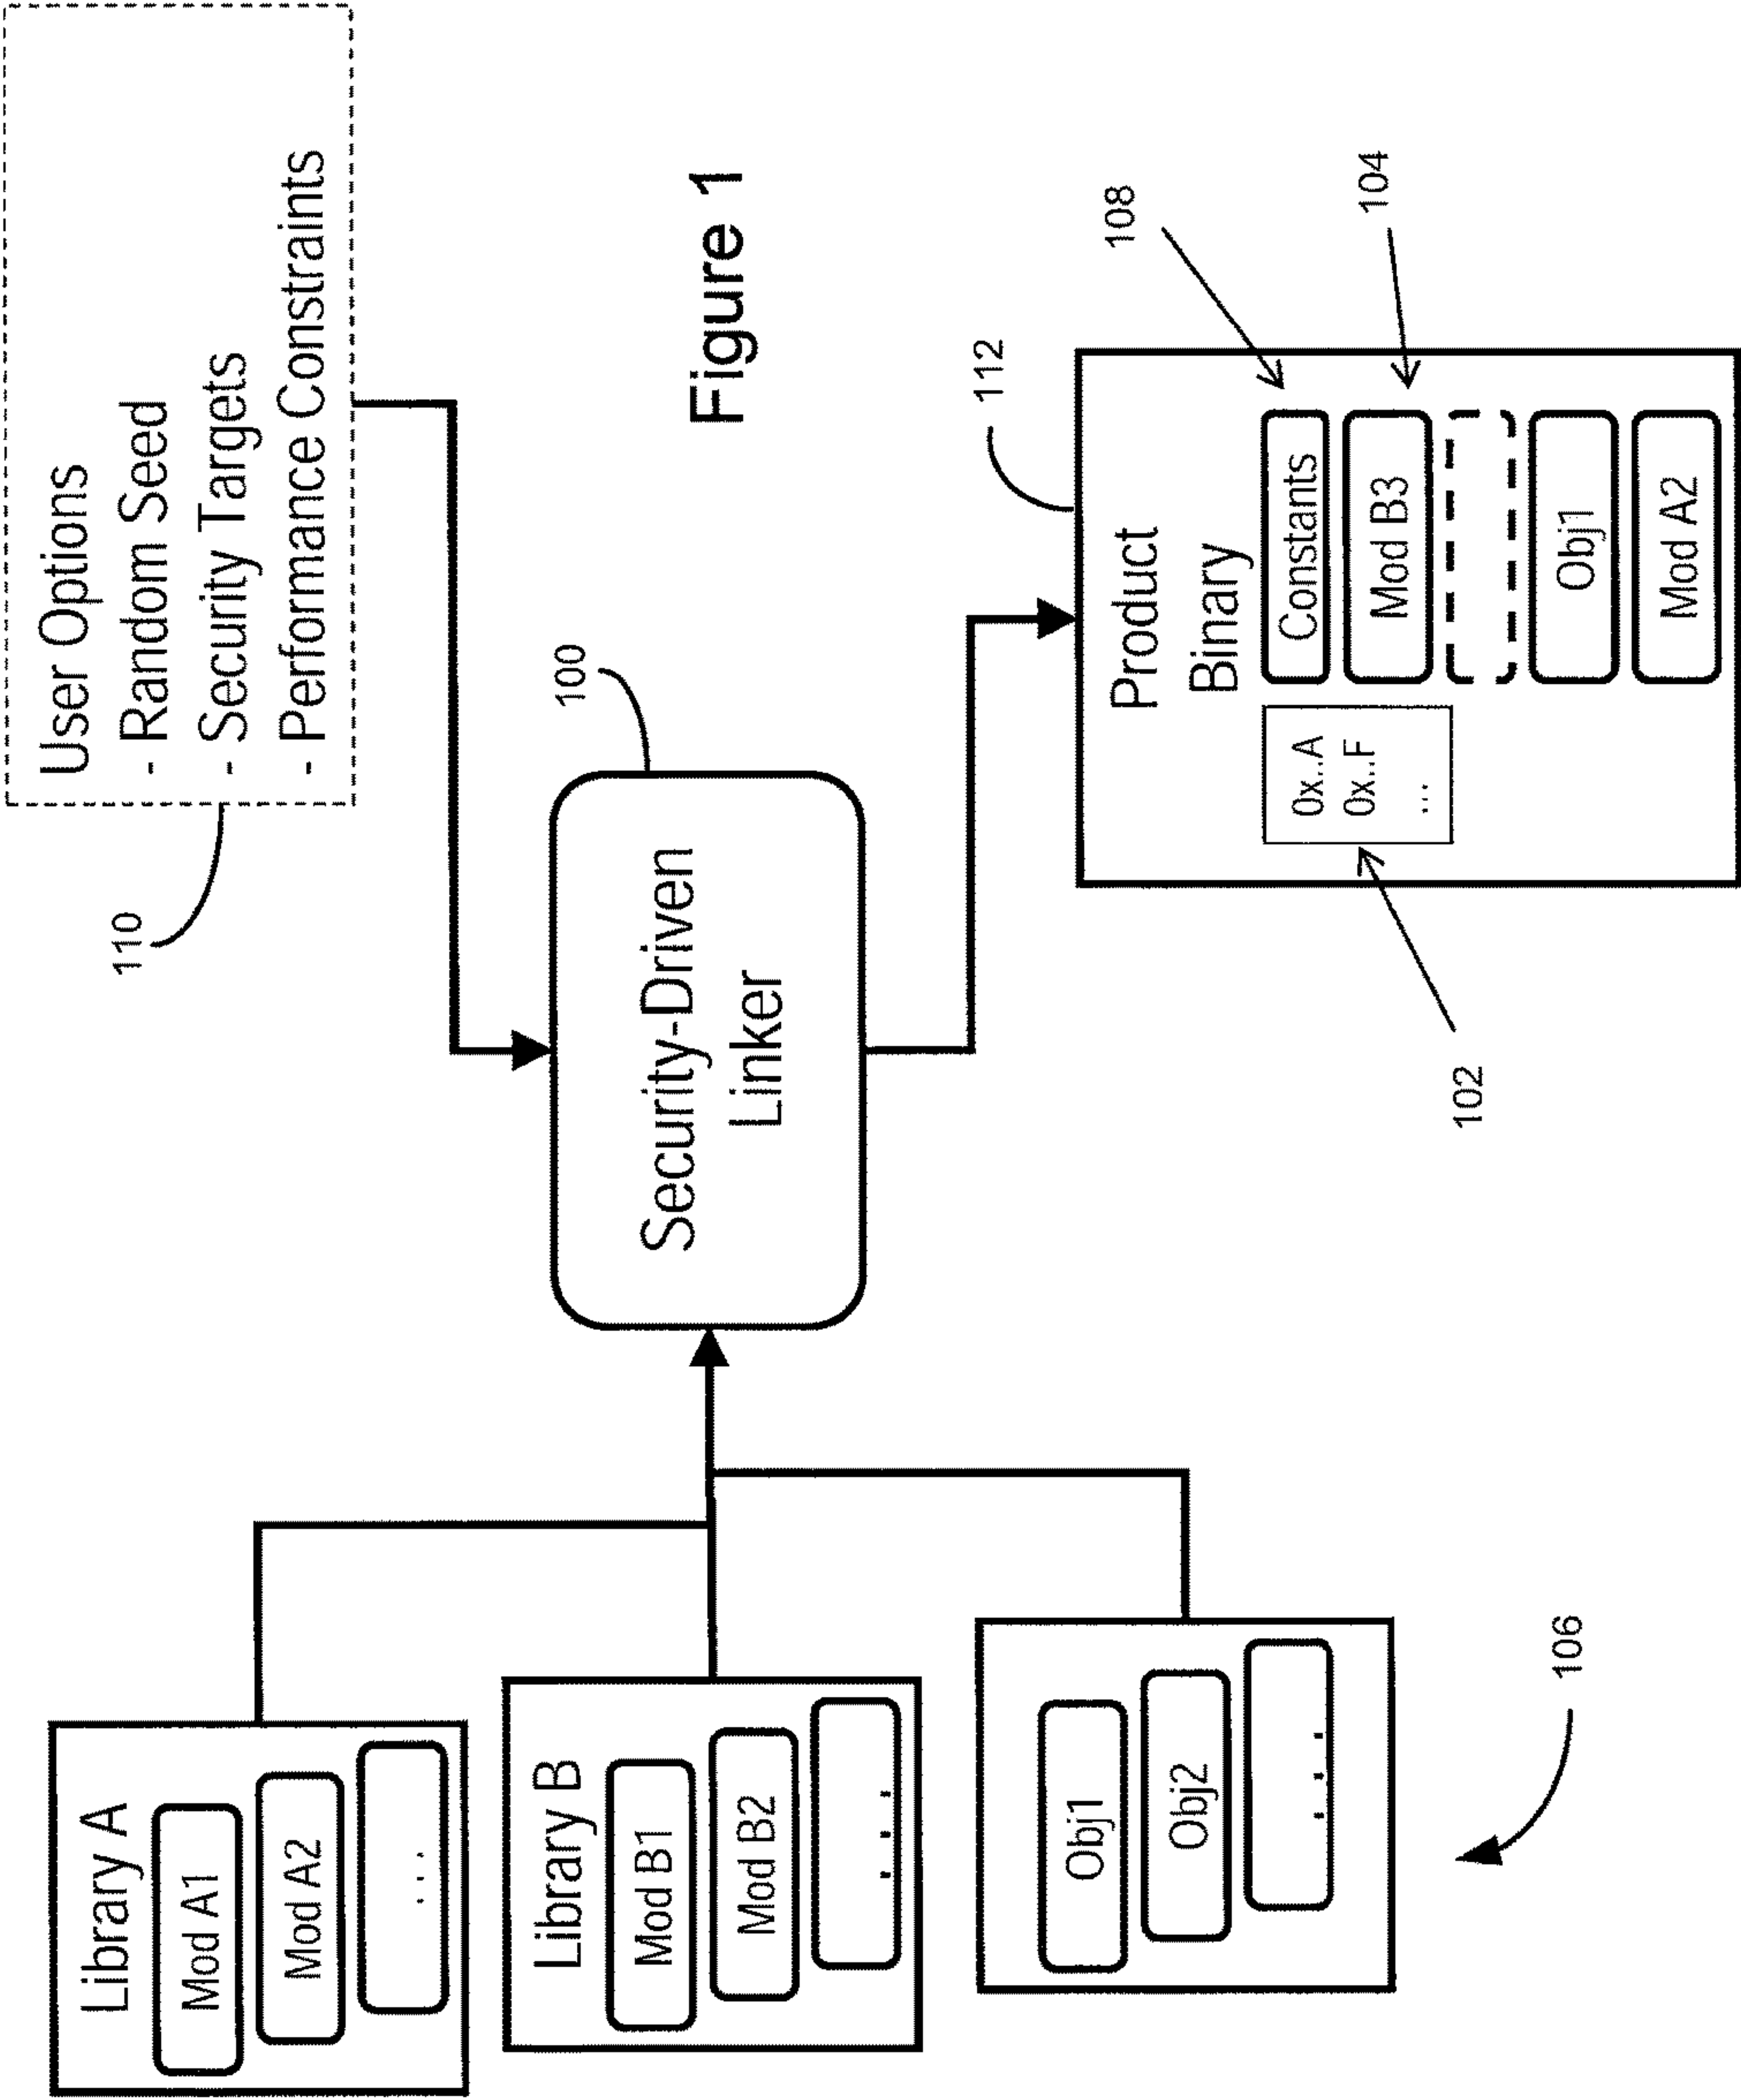 User Options
- Random Seed
- Security Targets
- Performance Constraints
110
Library A
Mod A1
Mod A2
...
Library B
Mod B1
Mod B2
...
Obj1
Obj2
...
106
100
Security-Driven
Linker
Figure 1
112
Product
Binary
0x..A
0x..F
...
102
Constants
Mod B3
Obj1
Mod A2
108
104